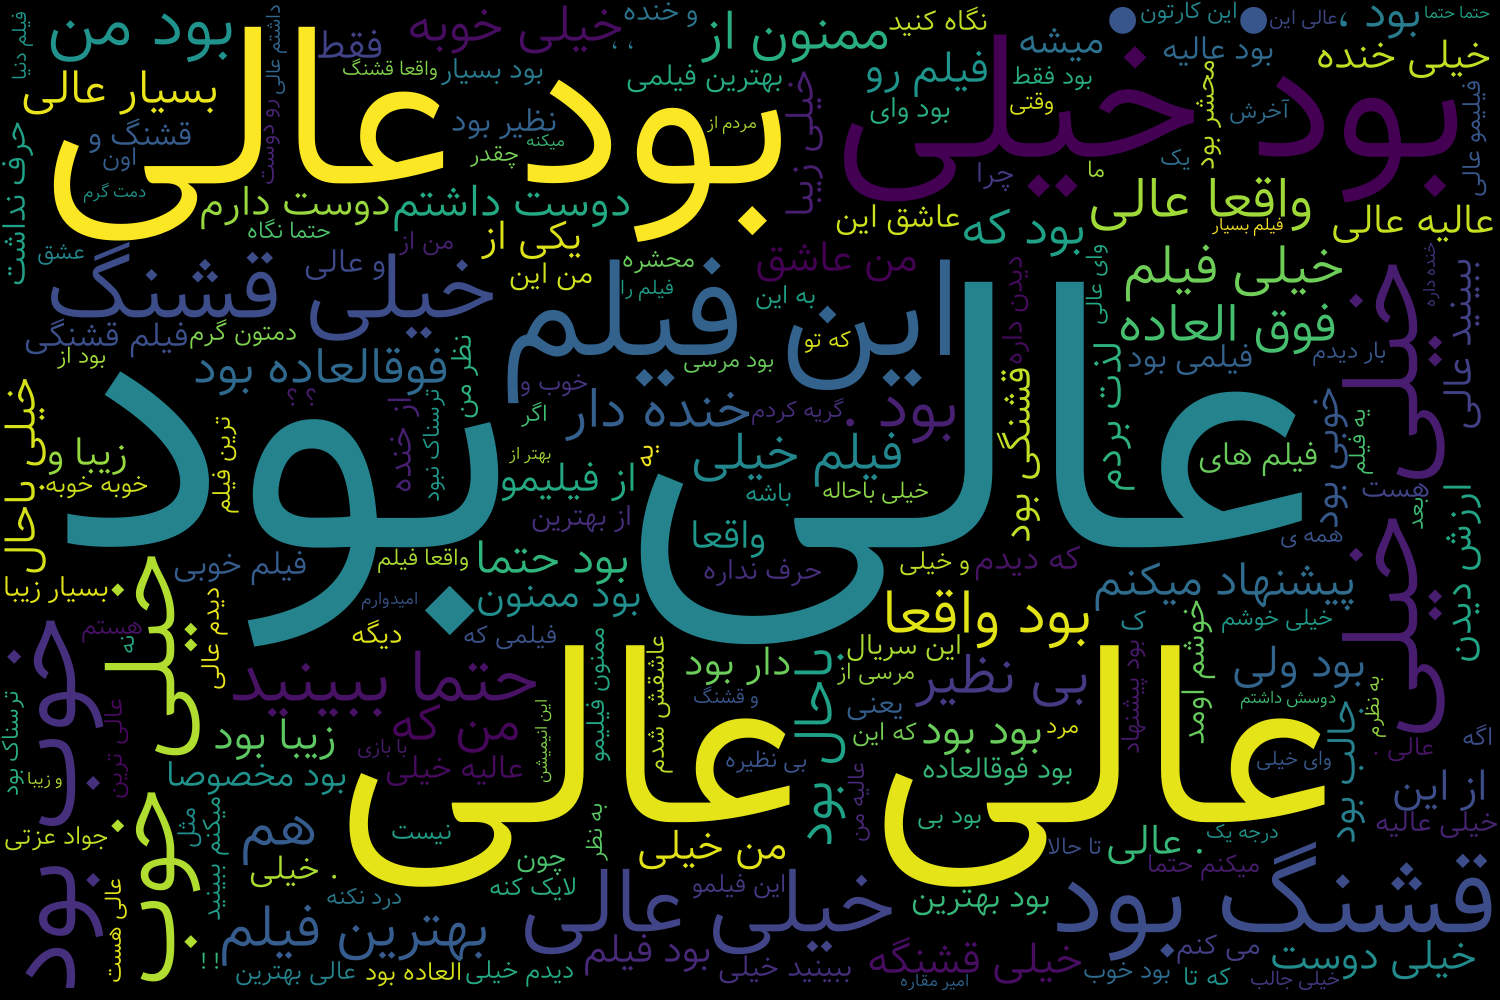 بود من
خیلی خوبه
و خنده
ممنون از
نگاه کنید
این کارتون
عالی این
بود ،
حتما حتما
فقط
بسیار عالی
واقعا قشنگ
بود بسیار
بهترین فیلمی
فیلم رو
میشه
بود عالیه
خیلی خنده
بود فقط
وقتی
بود عالی
بود خیلی
قشنگ و
اون
نظیر بود
میکنه
چقدر
مردم از
بود وای
آخرش
یک
ما
چرا
دمت گرم
دوست دارم
دوست داشتم
حتما نگاه
یکی از
من از
عاشق این
بود که
واقعا عالی
فیلم بسیار
عالیه عالی
عشق
و عالی
من این
محشره
فیلم را
من عاشق
به این
خیلی فیلم
خیلی قشنگ
این فیلم
فوق العاده
فیلم قشنگی
دمتون گرم
بود از
که تو
بود مرسی
فیلمی بود
بار دیدم
فوقالعاده بود
خوب و
اگر
خنده دار
گریه کردم
بود .
عالی بود
زیبا و
خوبه خوبه
بهتر از
از فیلیمو
از بهترین
فیلم خیلی
باشه
خیلی باحاله
واقعا
فیلم های
هست
همه ی
فیلم خوبی
واقعا فیلم
بود حتما
حرف نداره
و خیلی
که دیدم
بسیار زیبا
امیدوارم
بود ممنون
پیشنهاد میکنم
هستم
دیگه
فیلمی که
بود واقعا
ک
خیلی خوشم
این سریال
حتما ببینید
دار بود
مرسی از
بی نظیر
بود ولی
و قشنگ
یعنی
دوسش داشتم
من که
زیبا بود
با بازی
بی نظیره
که این
بود بود
مرد
وای خیلی
عالی .
اگه
و زیبا
بود مخصوصا
عالیه خیلی
بود فوقالعاده
از این
عالی
عالی
جواد عزتی
هم
نیست
بود بی
درجه یک
خیلی عالیه
. خیلی
چون
لایک کنه
من خیلی
تا حالا
. عالی
میکنم حتما
درد نکنه
این فیلمو
خیلی عالی
بود بهترین
قشنگ بود
بهترین فیلم
!!
عالی بهترین
العاده بود
دیدم خیلی
بود فیلم
ببینید خیلی
خیلی قشنگه
امیر مقاره
می کنم
بود خوب
که تا
خیلی دوست
خیلی جالب
فیلم دنیا
حرف نداشت
داشتم عالی
رو دوست
خیلی زیبا
محشر بود
فیلیمو عالی
وای عالی
خنده داره
ببینید عالی
دیدن داره
قشنگی بود
لذت بردم
نظر من
ترسناک نبود
از خنده
؟ ؟
یه
خیلی باحال
ترین فیلم
خوبی بود
یه فیلم
بعد
ارزش دیدن
خیلی
خیلی
خیلی
خوب
خوب بود
نه
دیدم عالی
عالی ترین
ترسناک بود
این انیمیشن
ممنون فیلیمو
عاشقش شدم
باحال بود
عالیه من
بود پیشنهاد
خوشم اومد
به نظرم
جالب بود
مثل
میکنم ببینید
به نظر
عالی هست